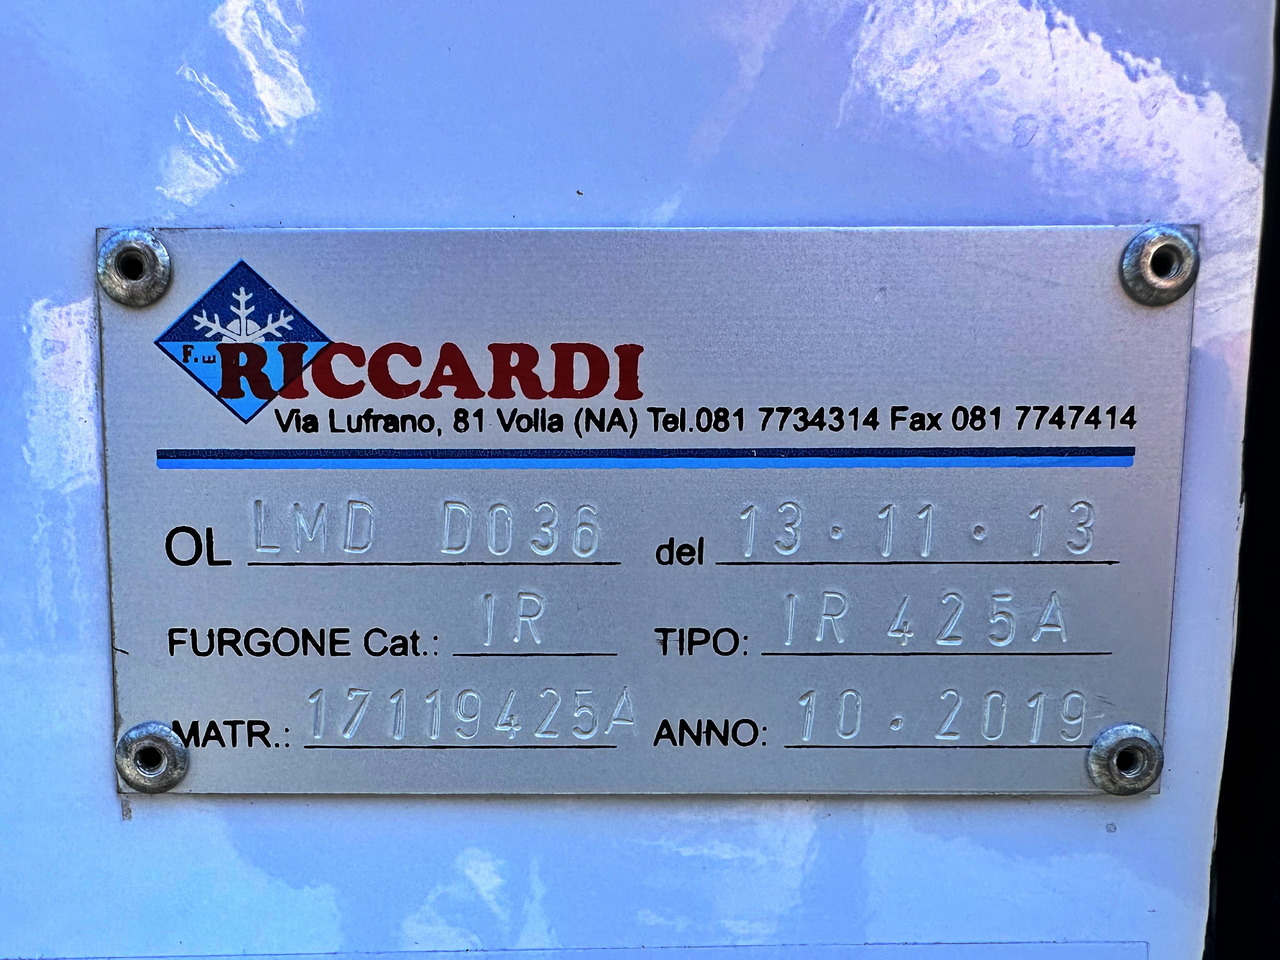 F.LLI RICCARDI
Via Lufrano, 81 Volla (NA) Tel.081 7734314 Fax 081 7747414
OL LMD D036 del 13·11·13
FURGONE Cat.: IR TIPO: IR 425A
MATR.: 17119425A ANNO: 10.2019